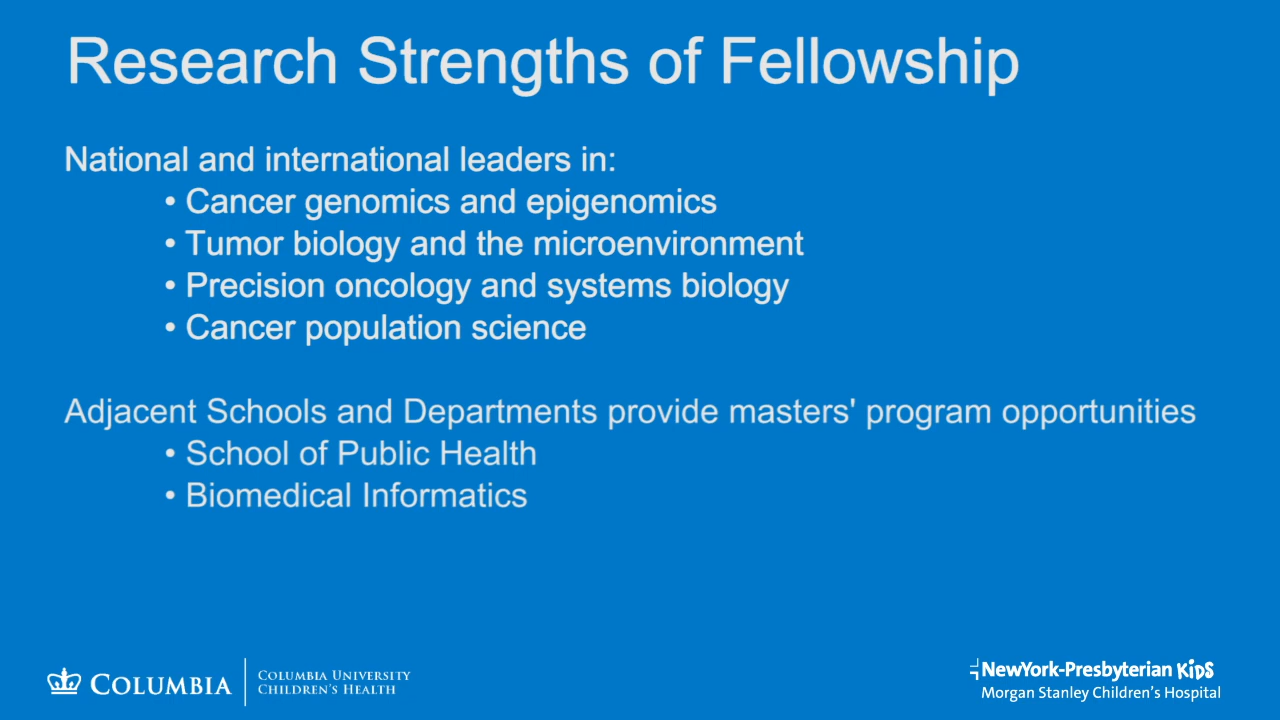 Research Strengths of Fellowship
National and international leaders in:
• Cancer genomics and epigenomics
• Tumor biology and the microenvironment
• Precision oncology and systems biology
• Cancer population science
Adjacent Schools and Departments provide masters' program opportunities
• School of Public Health
• Biomedical Informatics
COLUMBIA
COLUMBIA UNIVERSITY
CHILDREN'S HEALTH
NewYork-Presbyterian KiDS
Morgan Stanley Children's Hospital